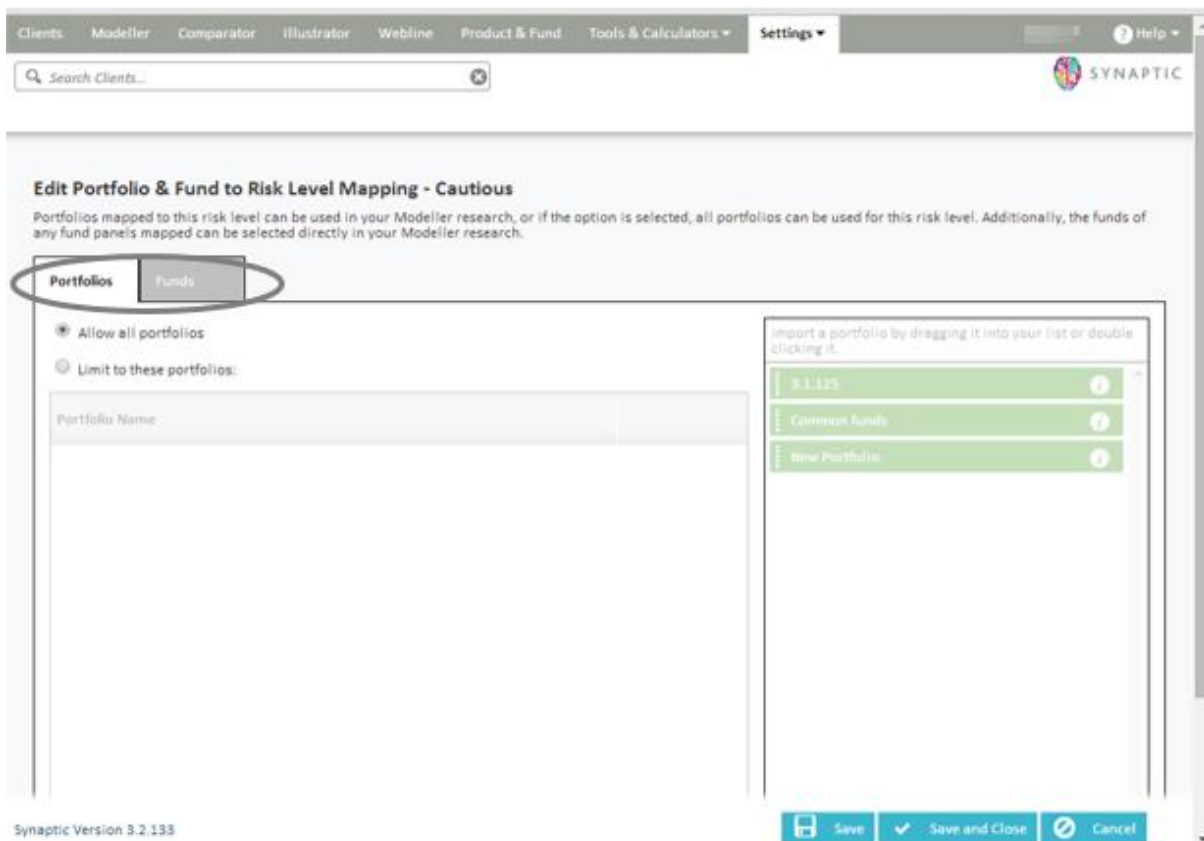 Clients Modeller Comparator Illustrator Webline Product & Fund Tools & Calculators Settings Help
Search Clients...
SYNAPTIC
Edit Portfolio & Fund to Risk Level Mapping - Cautious
Portfolios mapped to this risk level can be used in your Modeller research, or if the option is selected, all portfolios can be used for this risk level. Additionally, the funds of
any fund panels mapped can be selected directly in your Modeller research.
Portfolios Funds
Allow all portfolios
Limit to these portfolios:
Portfolio Name
Import a portfolio by dragging it into your list or double
clicking it.
3.1.125
Common funds
New Portfolio
Synaptic Version 3.2.133
Save Save and Close Cancel